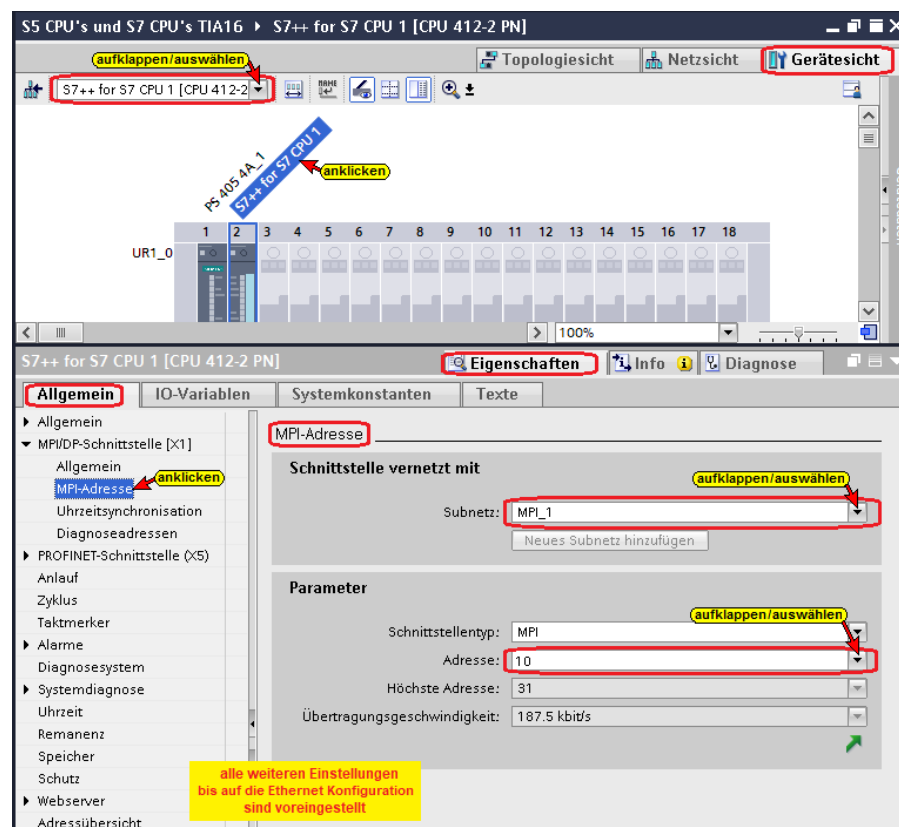 S5 CPU's und S7 CPU's TIA16 ▸ S7++ for S7 CPU 1 [CPU 412-2 PN]
aufklappen/auswählen
Topologiesicht
Netzsicht
Gerätesicht
S7++ for S7 CPU 1 [CPU 412-2
PS 405 4A_1
S7++ for S7 CPU 1
anklicken
1 2 3 4 5 6 7 8 9 10 11 12 13 14 15 16 17 18
UR1_0
100%
S7++ for S7 CPU 1 [CPU 412-2 PN]
Eigenschaften
Info
Diagnose
Allgemein
IO-Variablen
Systemkonstanten
Texte
Allgemein
MPI/DP-Schnittstelle [X1]
Allgemein
MPI-Adresse
anklicken
Uhrzeitsynchronisation
Diagnoseadressen
PROFINET-Schnittstelle (X5)
Anlauf
Zyklus
Taktmerker
Alarme
Diagnosesystem
Systemdiagnose
Uhrzeit
Remanenz
Speicher
Schutz
Webserver
Adressübersicht
MPI-Adresse
Schnittstelle vernetzt mit
aufklappen/auswählen
Subnetz: MPI_1
Neues Subnetz hinzufügen
Parameter
aufklappen/auswählen
Schnittstellentyp: MPI
Adresse: 10
Höchste Adresse: 31
Übertragungsgeschwindigkeit: 187.5 kbit/s
alle weiteren Einstellungen
bis auf die Ethernet Konfiguration
sind voreingestellt